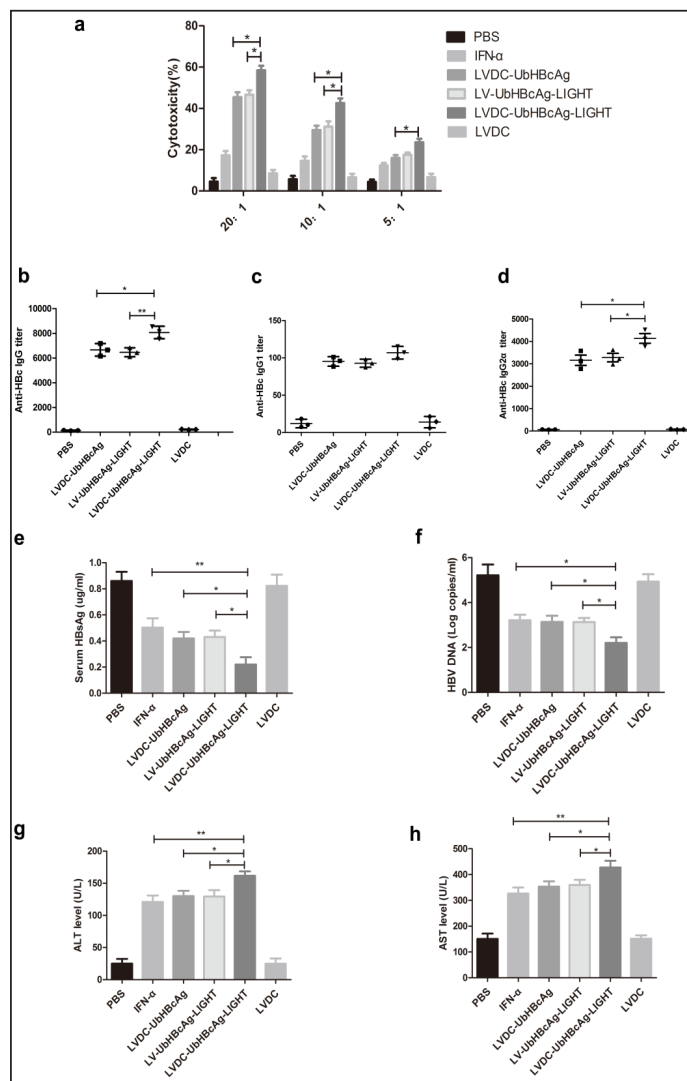 a
Cytotoxicity(%)
80
60
40
20
0
20: 1
10: 1
5: 1
*
*
*
*
*
PBS
IFN-α
LVDC-UbHBcAg
LV-UbHBcAg-LIGHT
LVDC-UbHBcAg-LIGHT
LVDC
b
Anti-HBc IgG titer
10000
8000
6000
4000
2000
0
*
**
PBS
LVDC-UbHBcAg
LV-UbHBcAg-LIGHT
LVDC-UbHBcAg-LIGHT
LVDC
c
Anti-HBc IgG1 titer
150
100
50
0
PBS
LVDC-UbHBcAg
LV-UbHBcAg-LIGHT
LVDC-UbHBcAg-LIGHT
LVDC
d
Anti-HBc IgG2α titer
5000
4000
3000
2000
1000
0
*
*
PBS
LVDC-UbHBcAg
LV-UbHBcAg-LIGHT
LVDC-UbHBcAg-LIGHT
LVDC
e
Serum HBsAg (ug/ml)
1.0
0.8
0.6
0.4
0.2
0.0
**
*
*
PBS
IFN-α
LVDC-UbHBcAg
LV-UbHBcAg-LIGHT
LVDC-UbHBcAg-LIGHT
LVDC
f
HBV DNA (Log copies/ml)
6
4
2
0
*
*
*
PBS
IFN-α
LVDC-UbHBcAg
LV-UbHBcAg-LIGHT
LVDC-UbHBcAg-LIGHT
LVDC
g
ALT level (U/L)
200
150
100
50
0
**
*
*
PBS
IFN-α
LVDC-UbHBcAg
LV-UbHBcAg-LIGHT
LVDC-UbHBcAg-LIGHT
LVDC
h
AST level (U/L)
500
400
300
200
100
0
**
*
*
PBS
IFN-α
LVDC-UbHBcAg
LV-UbHBcAg-LIGHT
LVDC-UbHBcAg-LIGHT
LVDC